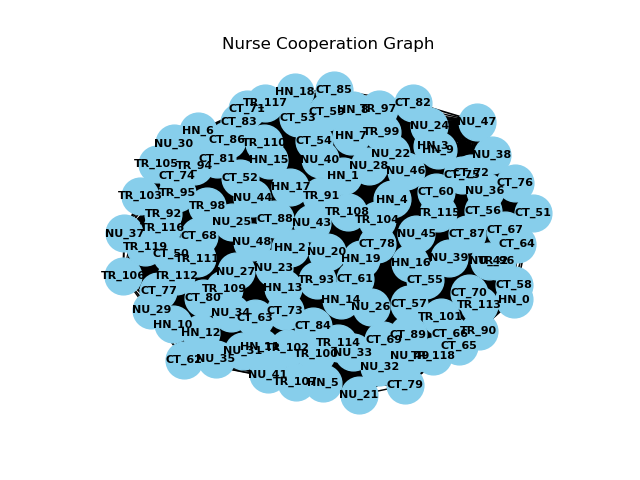 Nurse Cooperation Graph
CT_85
HN_18
TR_117
CT_82
CT_71
HN_8
TR_97
CT_59
CT_53
CT_83
NU_47
NU_24
HN_6
TR_99
HN_7
CT_86
TR_110
CT_54
NU_30
HN_3
HN_9
NU_22
NU_38
CT_81
HN_15
NU_40
TR_105
TR_94
NU_28
NU_46
CT_74
CT_52
HN_1
CT_76
HN_17
CT_60
NU_36
TR_95
TR_103
TR_91
NU_44
HN_4
TR_98
TR_92
TR_108
TR_115
CT_56
CT_51
NU_25
CT_88
NU_43
TR_104
TR_116
CT_67
NU_37
CT_68
NU_45
CT_87
NU_48
CT_78
CT_64
TR_119
HN_2
NU_20
CT_50
TR_111
HN_19
HN_16
NU_39
NU_23
NU_27
TR_106
TR_112
TR_93
CT_61
CT_55
CT_58
TR_109
HN_13
CT_77
CT_80
CT_70
HN_0
HN_14
NU_26
CT_57
TR_113
NU_29
NU_34
CT_73
CT_63
TR_101
HN_10
CT_84
HN_12
TR_90
CT_89
CT_66
CT_69
TR_114
CT_65
NU_31
HN_11
TR_102
TR_100
NU_33
TR_118
CT_62
NU_35
NU_32
NU_41
TR_107
HN_5
CT_79
NU_21